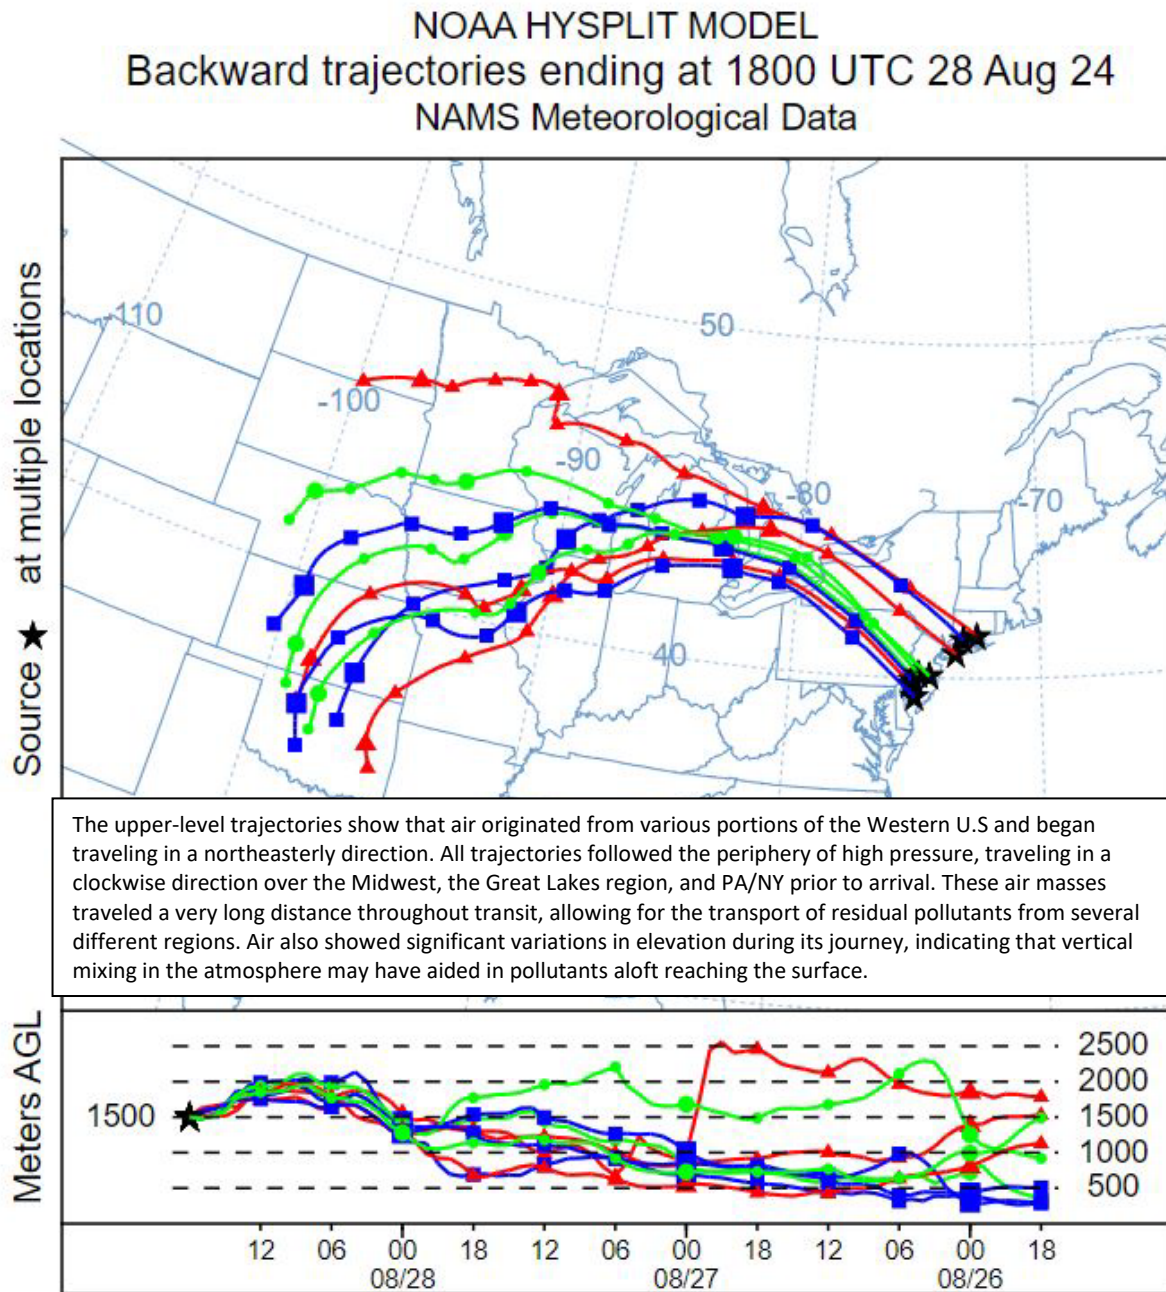 NOAA HYSPLIT MODEL
Backward trajectories ending at 1800 UTC 28 Aug 24
NAMS Meteorological Data
Source ★ at multiple locations
-110
50
-100
-90
-80
-70
40
The upper-level trajectories show that air originated from various portions of the Western U.S and began
traveling in a northeasterly direction. All trajectories followed the periphery of high pressure, traveling in a
clockwise direction over the Midwest, the Great Lakes region, and PA/NY prior to arrival. These air masses
traveled a very long distance throughout transit, allowing for the transport of residual pollutants from several
different regions. Air also showed significant variations in elevation during its journey, indicating that vertical
mixing in the atmosphere may have aided in pollutants aloft reaching the surface.
Meters AGL
1500
2500
2000
1500
1000
500
12 06 00 18 12 06 00 18 12 06 00 18
08/28 08/27 08/26